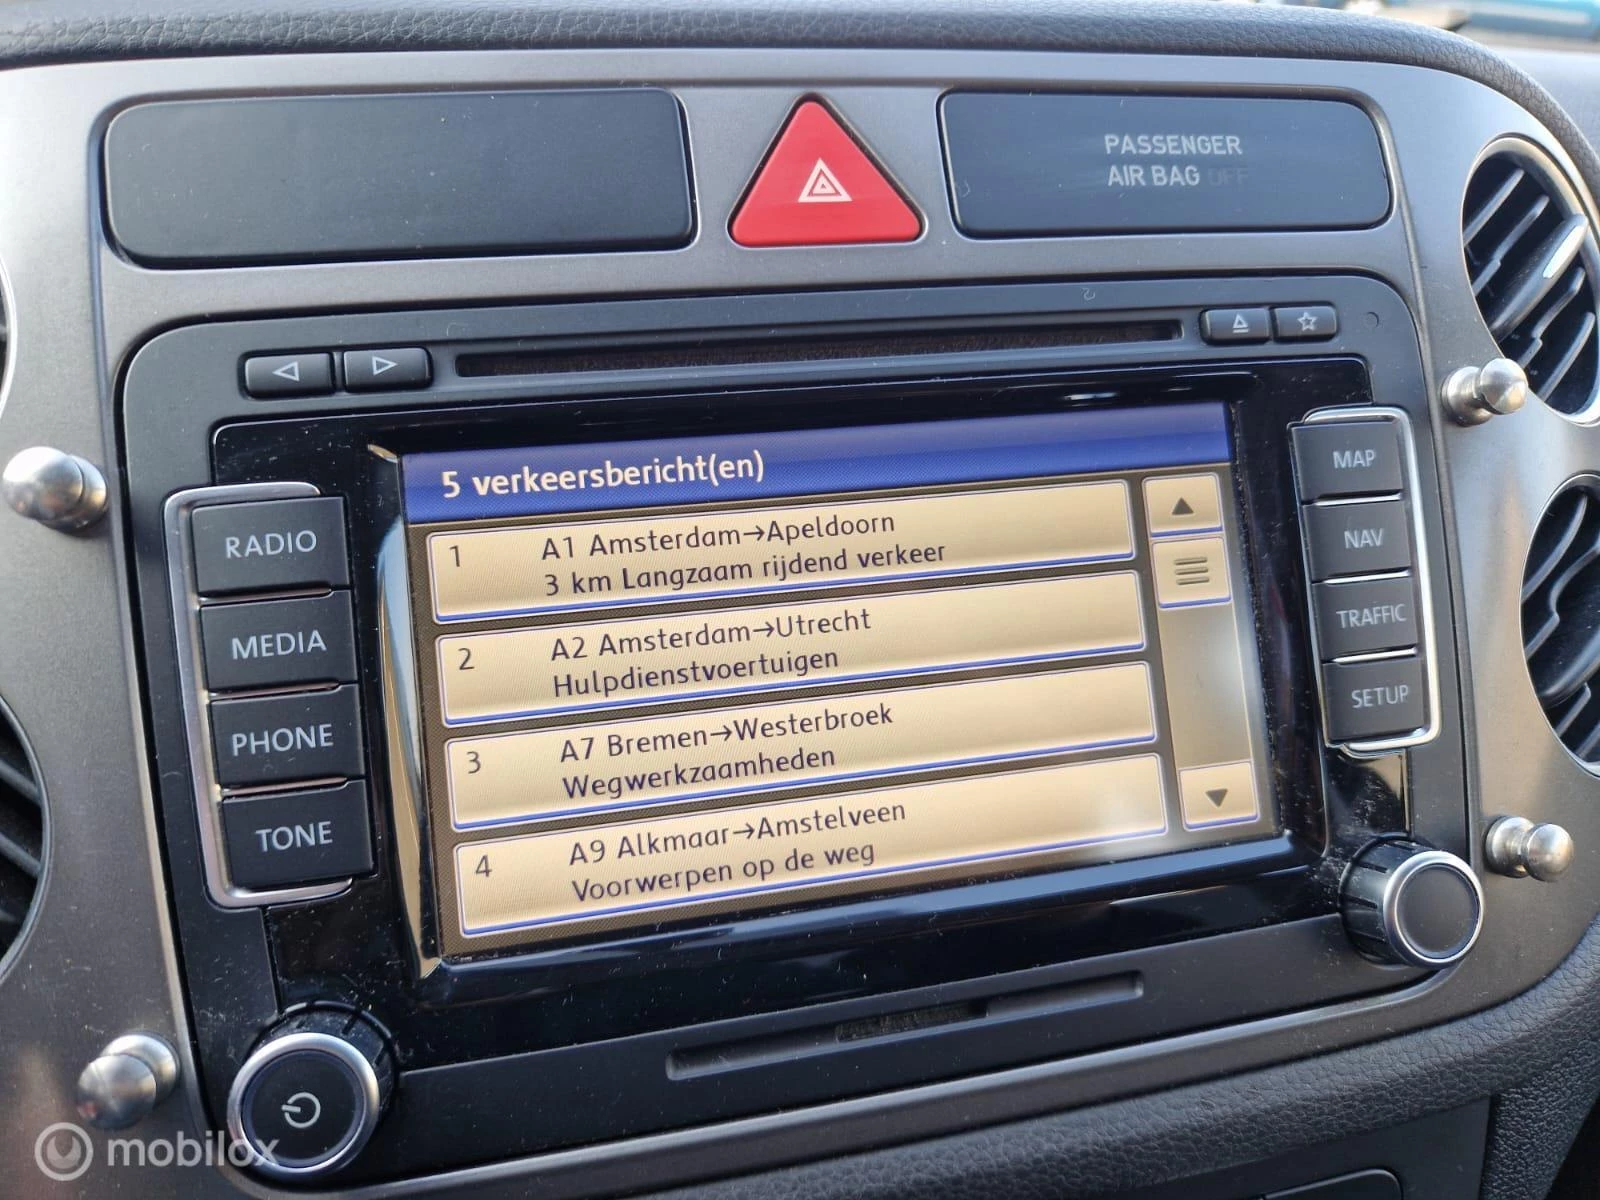 PASSENGER
AIR BAG OFF
RADIO
MEDIA
PHONE
TONE
5 verkeersbericht(en)
1 A1 Amsterdam→Apeldoorn
3 km Langzaam rijdend verkeer
2 A2 Amsterdam→Utrecht
Hulpdienstvoertuigen
3 A7 Bremen→Westerbroek
Wegwerkzaamheden
4 A9 Alkmaar→Amstelveen
Voorwerpen op de weg
MAP
NAV
TRAFFIC
SETUP
mobilox